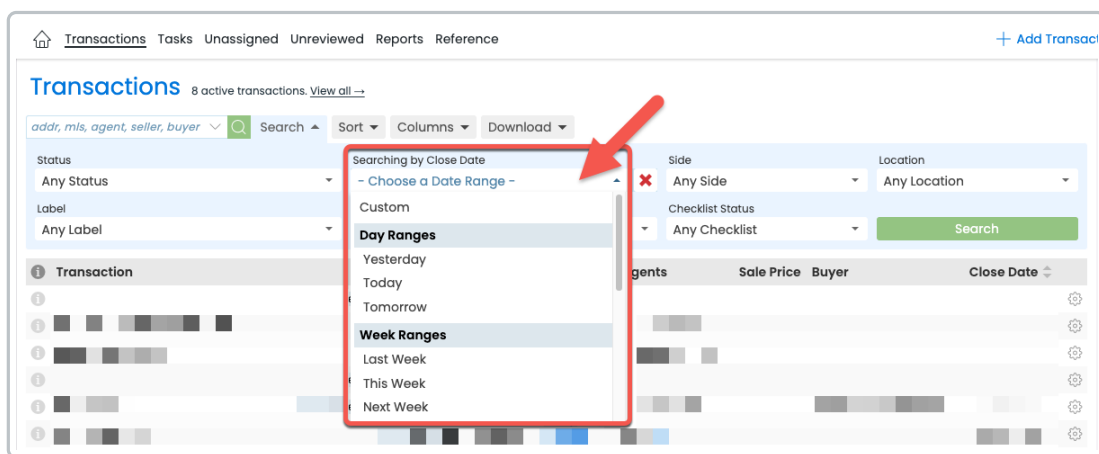 Transactions Tasks Unassigned Unreviewed Reports Reference
+ Add Transact
Transactions 8 active transactions. View all →
addr, mls, agent, seller, buyer Search Sort Columns Download
Status Searching by Close Date Side Location
Any Status - Choose a Date Range - Any Side Any Location
Label Custom Checklist Status
Any Label Day Ranges Any Checklist Search
Yesterday
Transaction gents Sale Price Buyer Close Date
Today
Tomorrow
Week Ranges
Last Week
This Week
Next Week